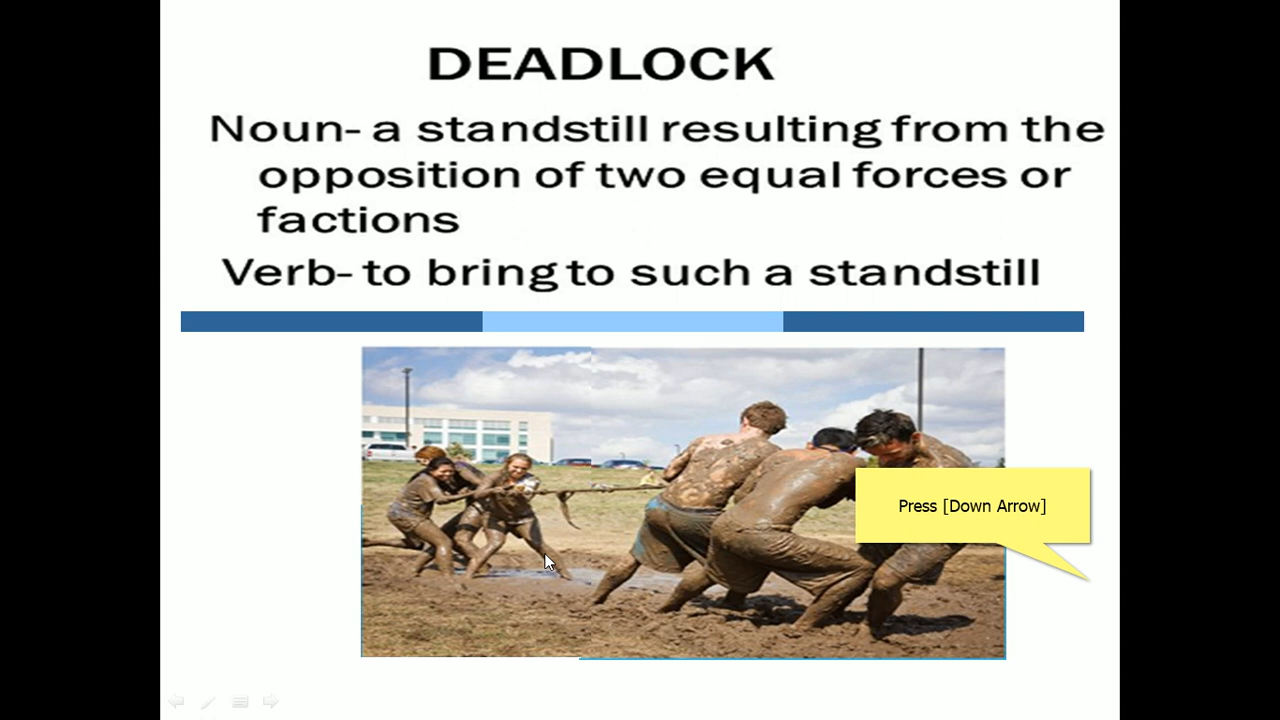 DEADLOCK
Noun- a standstill resulting from the
opposition of two equal forces or
factions
Verb- to bring to such a standstill
Press [Down Arrow]